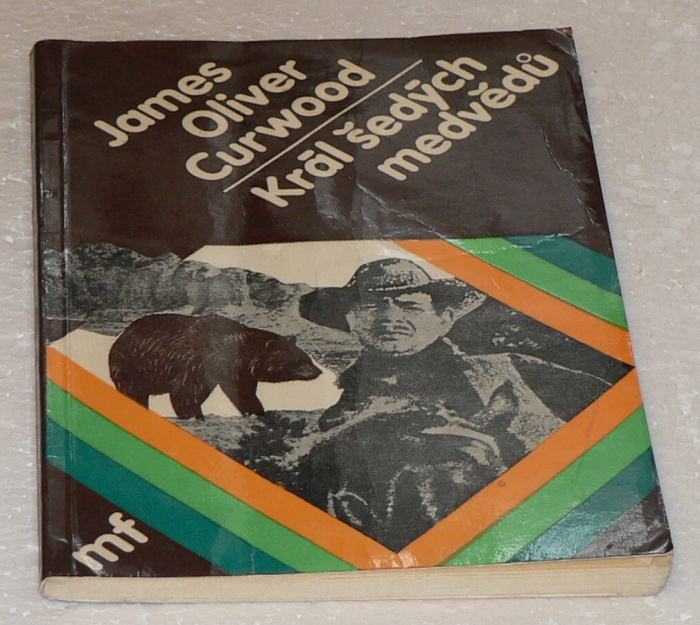 James
Oliver
Curwood
Král šedých
medvědů
mf